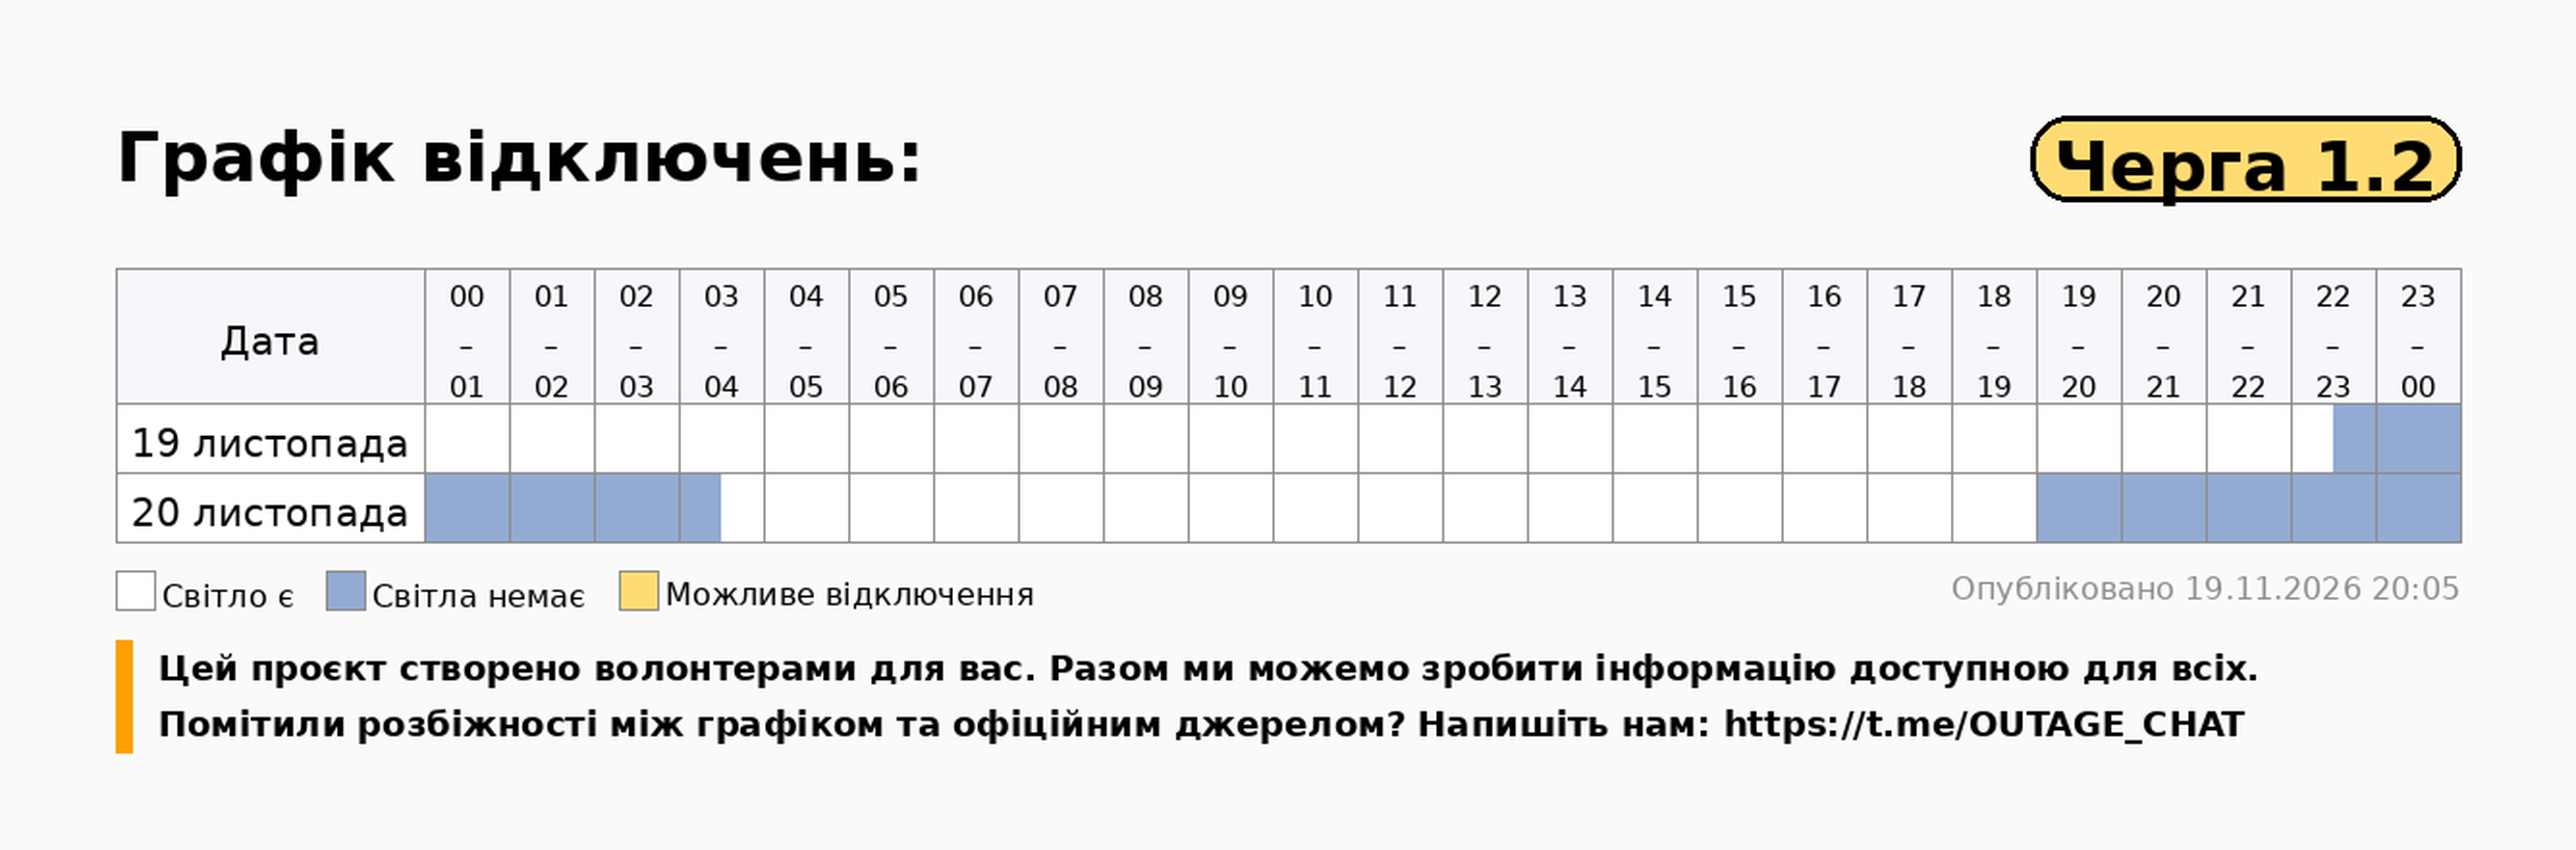 Графік відключень:
Черга 1.2
Дата 00 – 01 01 – 02 02 – 03 03 – 04 04 – 05 05 – 06 06 – 07 07 – 08 08 – 09 09 – 10 10 – 11 11 – 12 12 – 13 13 – 14 14 – 15 15 – 16 16 – 17 17 – 18 18 – 19 19 – 20 20 – 21 21 – 22 22 – 23 23 – 00
19 листопада
20 листопада
Світло є Світла немає Можливе відключення
Опубліковано 19.11.2026 20:05
Цей проєкт створено волонтерами для вас. Разом ми можемо зробити інформацію доступною для всіх.
Помітили розбіжності між графіком та офіційним джерелом? Напишіть нам: https://t.me/OUTAGE_CHAT